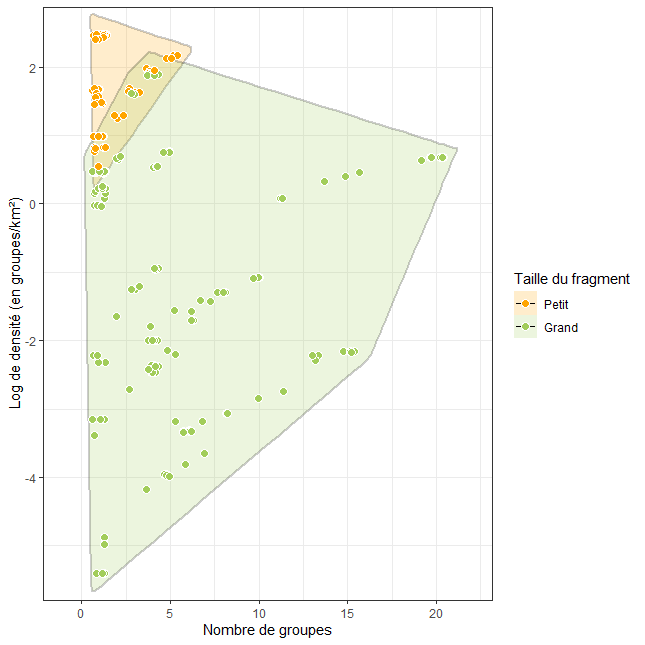 Log de densité (en groupes/km²)
2
0
-2
-4
0
5
10
15
20
Nombre de groupes
Taille du fragment
Petit
Grand